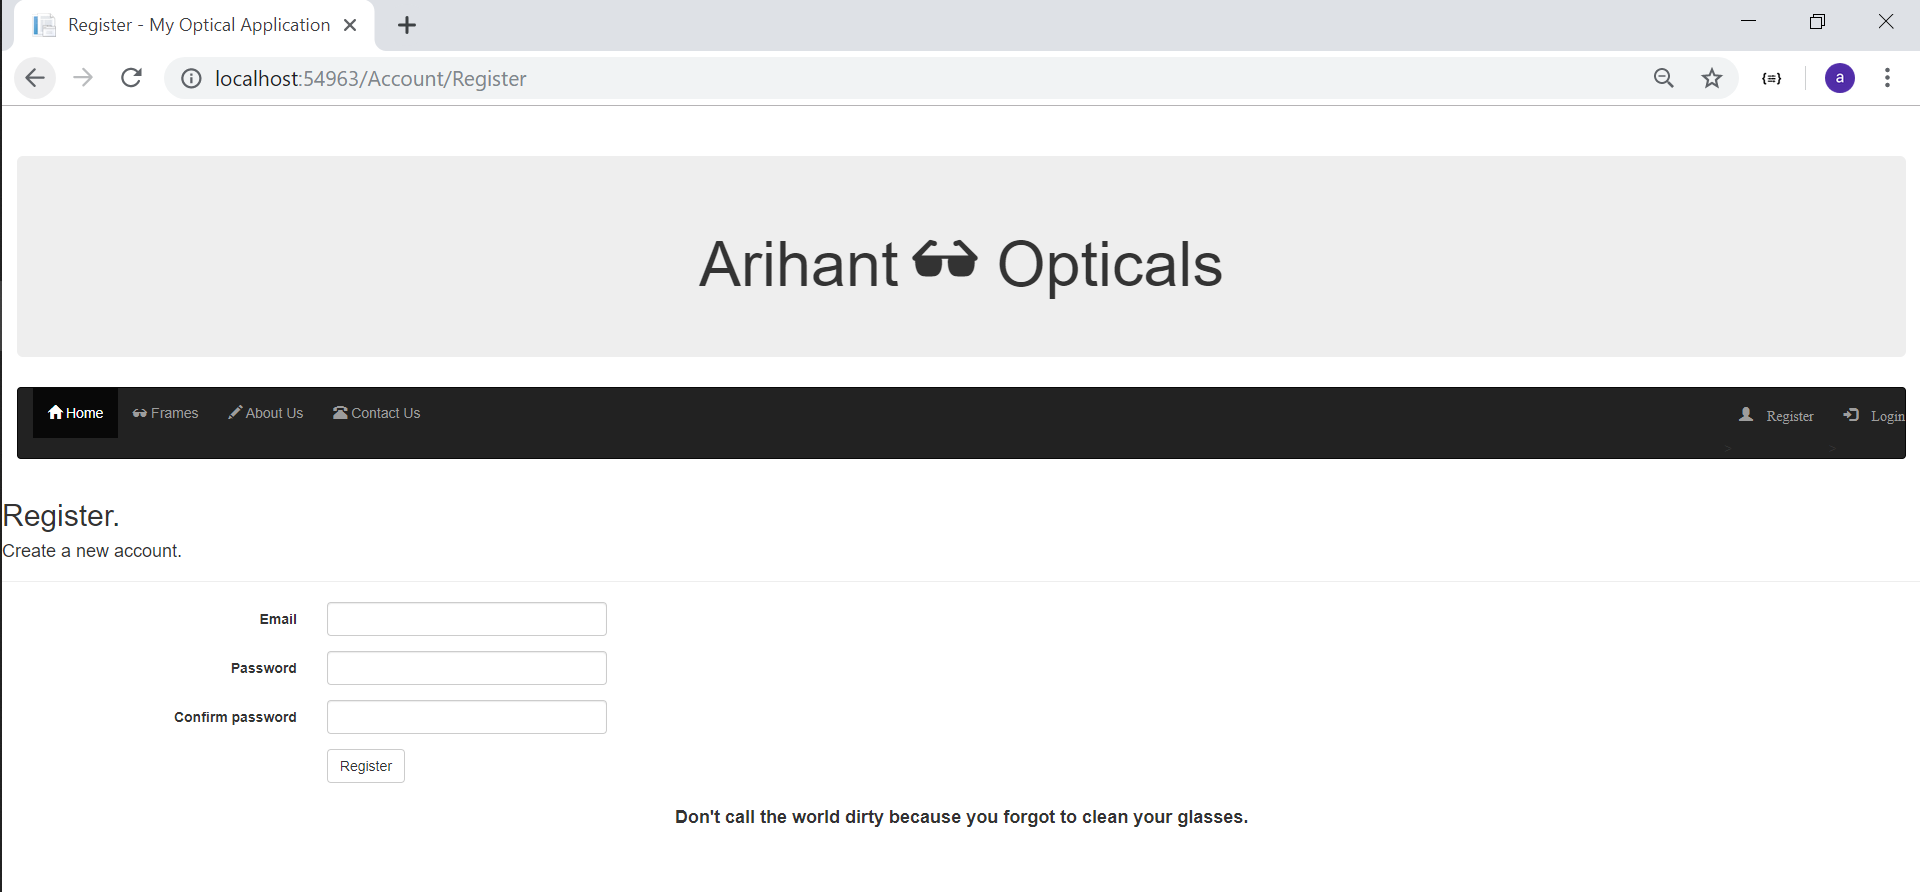 Register - My Optical Application
localhost:54963/Account/Register
a
Arihant Opticals
Home Frames About Us Contact Us Register Login
> >
Register.
Create a new account.
Email
Password
Confirm password
Register
Don't call the world dirty because you forgot to clean your glasses.